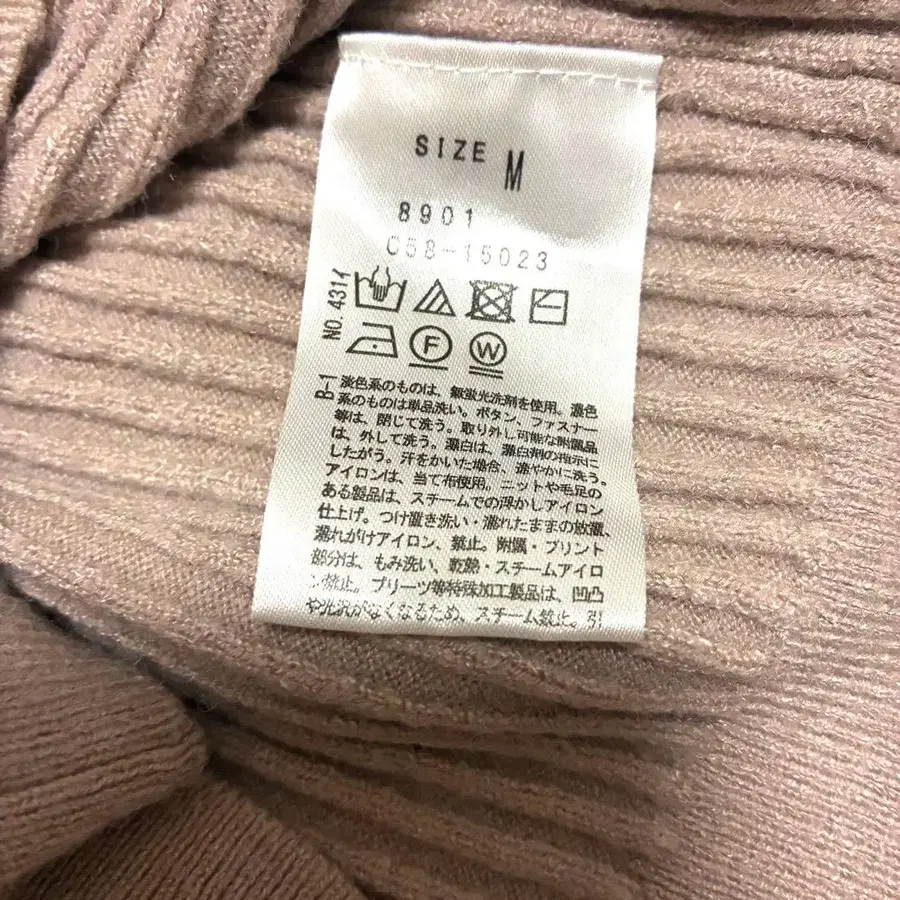 SIZE M
8901
C58-15023
NO.431イ
F W
B-1
淡色系のものは、無蛍光洗剤を使用。濃色
系のものは単品洗い。ボタン、ファスナー
等は、閉じて洗う。取り外し可能な附属品
は、外して洗う。漂白は、漂白剤の指示に
したがう。汗をかいた場合、速やかに洗う。
アイロンは、当て布使用。ニットや毛足の
ある製品は、スチームでの浮かしアイロン
仕上げ。つけ置き洗い・濡れたままの放置、
濡れがけアイロン、禁止。附属・プリント
部分は、もみ洗い、乾燥・スチームアイロ
ン禁止。プリーツ等特殊加工製品は、凹凸
や光沢がなくなるため、スチーム禁止。引